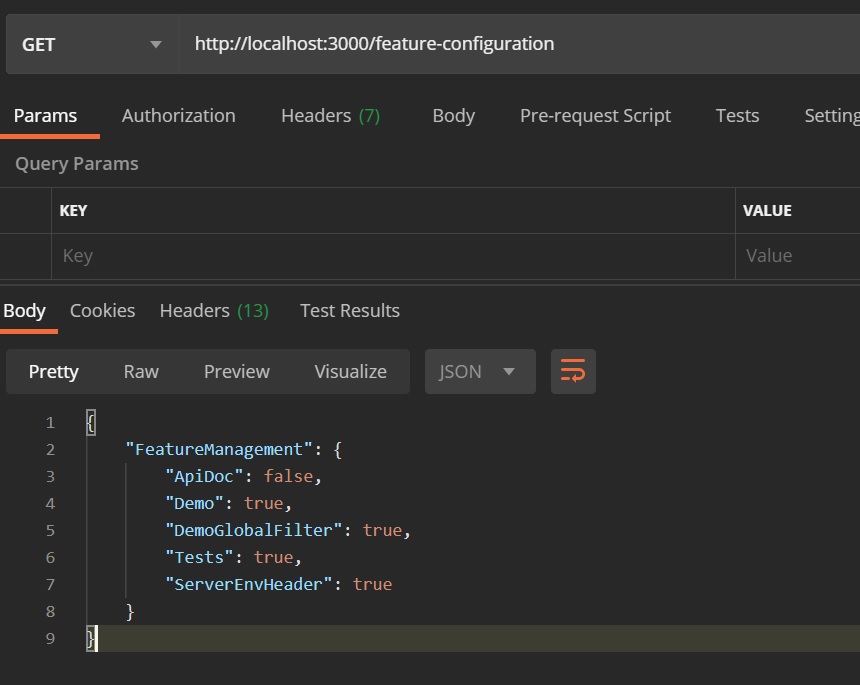 GET http://localhost:3000/feature-configuration
Params Authorization Headers (7) Body Pre-request Script Tests Setting
Query Params
KEY VALUE
Key Value
Body Cookies Headers (13) Test Results
Pretty Raw Preview Visualize JSON
1 {
2 "FeatureManagement": {
3 "ApiDoc": false,
4 "Demo": true,
5 "DemoGlobalFilter": true,
6 "Tests": true,
7 "ServerEnvHeader": true
8 }
9 }